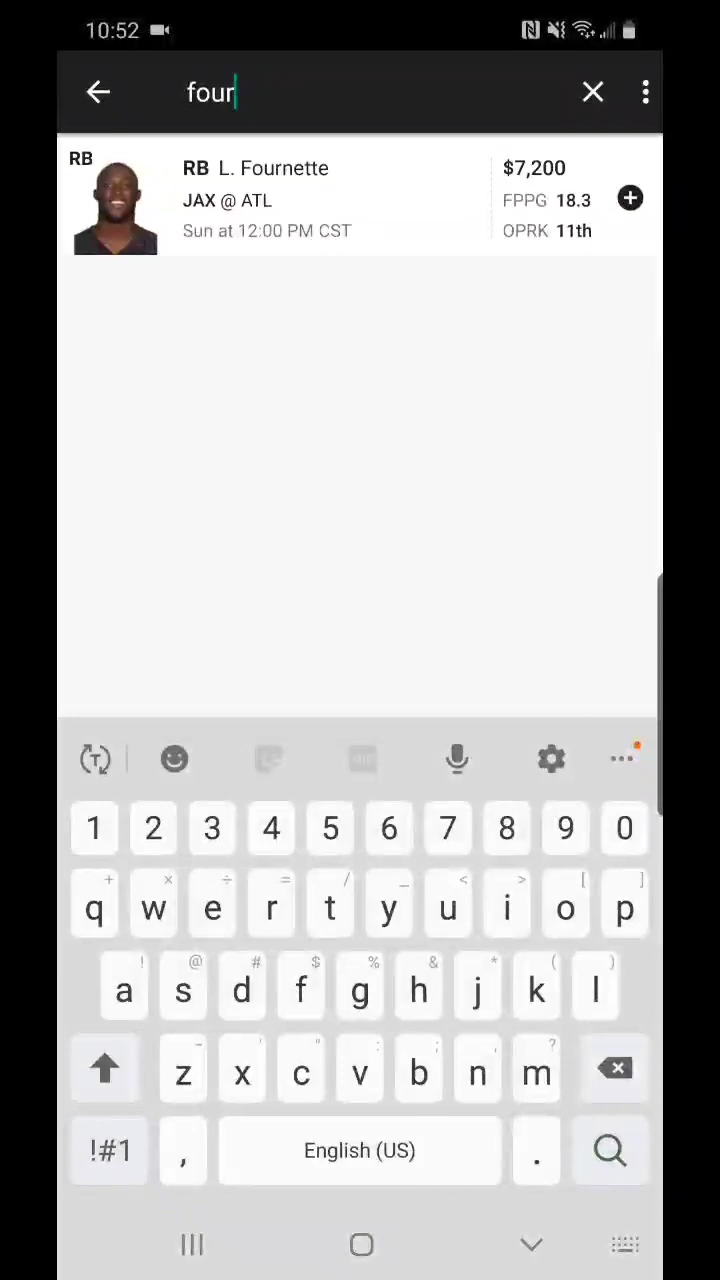 10:52
four
RB
RB L. Fournette
$7,200
JAX @ ATL
FPPG 18.3
Sun at 12:00 PM CST
OPRK 11th
T
1 2 3 4 5 6 7 8 9 0
+ × ÷ = / _ < > [ ]
q w e r t y u i o p
! @ # $ % & * ( )
a s d f g h j k l
- ' " : ; , ?
z x c v b n m
!#1 , English (US) .